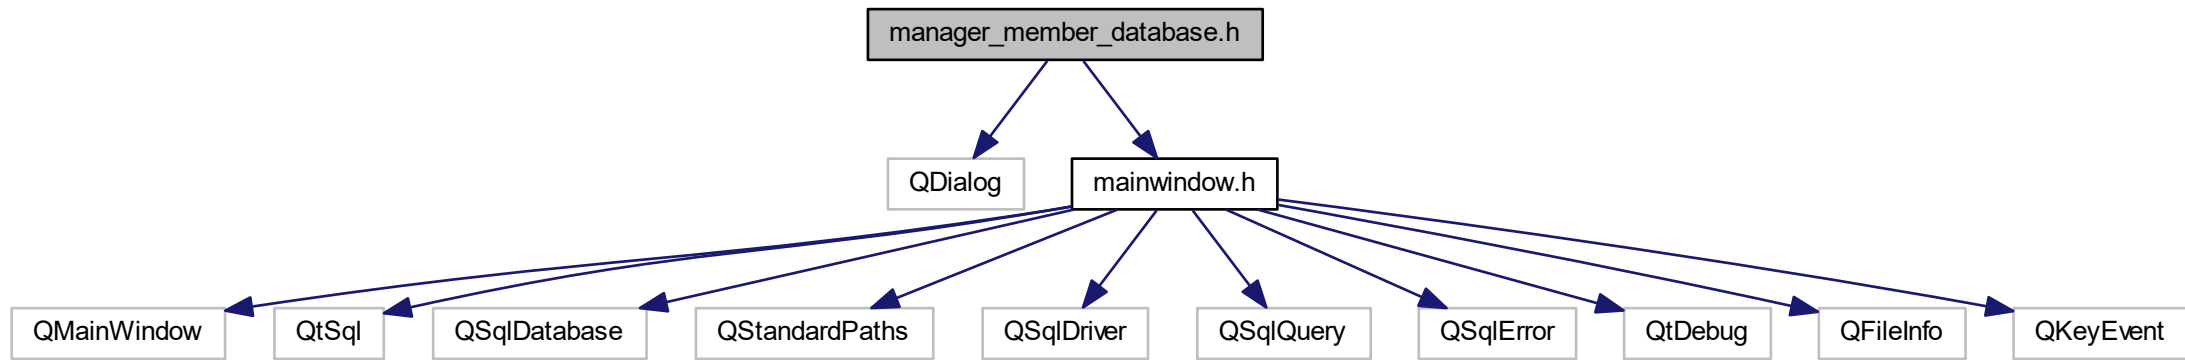 manager_member_database.h
QDialog
mainwindow.h
QMainWindow
QtSql
QSqlDatabase
QStandardPaths
QSqlDriver
QSqlQuery
QSqlError
QtDebug
QFileInfo
QKeyEvent